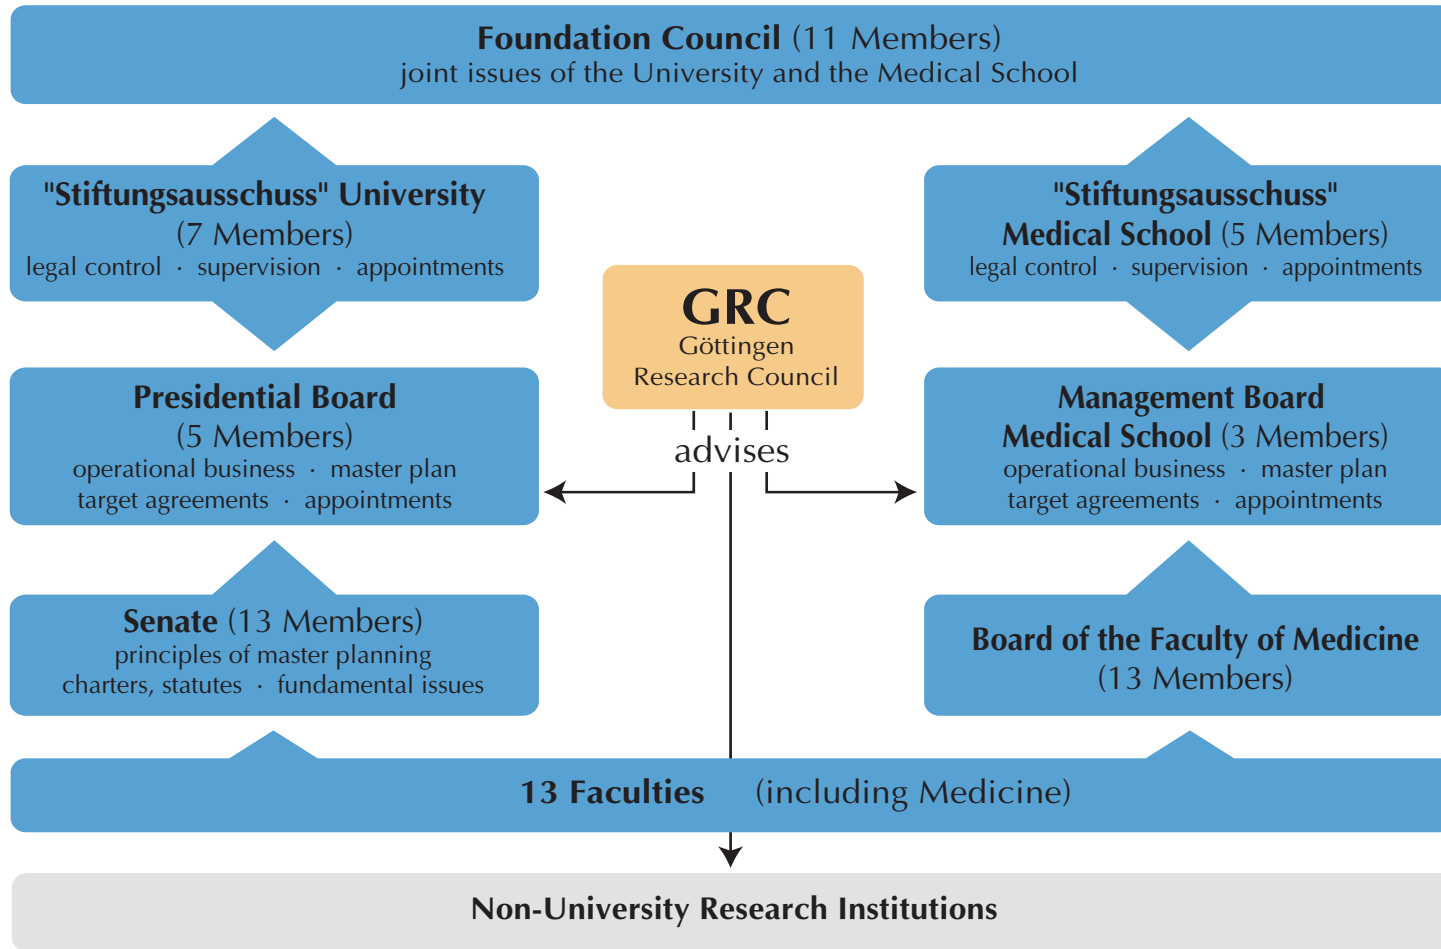 Foundation Council (11 Members)
joint issues of the University and the Medical School
"Stiftungsausschuss" University
(7 Members)
legal control · supervision · appointments
"Stiftungsausschuss"
Medical School (5 Members)
legal control · supervision · appointments
GRC
Göttingen
Research Council
advises
Presidential Board
(5 Members)
operational business · master plan
target agreements · appointments
Management Board
Medical School (3 Members)
operational business · master plan
target agreements · appointments
Senate (13 Members)
principles of master planning
charters, statutes · fundamental issues
Board of the Faculty of Medicine
(13 Members)
13 Faculties (including Medicine)
Non-University Research Institutions